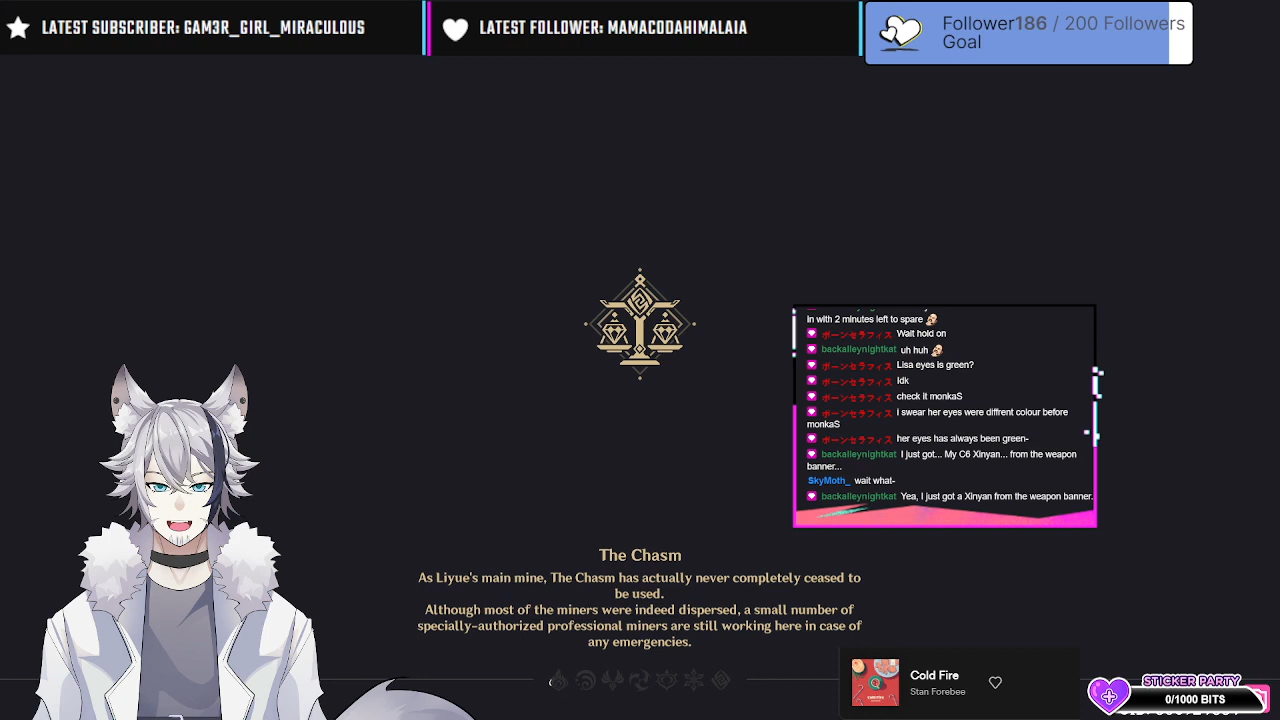 LATEST SUBSCRIBER: GAM3R_GIRL_MIRACULOUS
LATEST FOLLOWER: MAMACODAHIMALAIA
Follower186 / 200 Followers
Goal
in with 2 minutes left to spare
ボーンセラフィス Wait hold on
backalleynightkat uh huh
ボーンセラフィス Lisa eyes is green?
ボーンセラフィス Idk
ボーンセラフィス check it monkaS
ボーンセラフィス I swear her eyes were diffrent colour before
monkaS
ボーンセラフィス her eyes has always been green-
backalleynightkat I just got... My C6 Xinyan... from the weapon
banner...
SkyMoth_ wait what-
backalleynightkat Yea, I just got a Xinyan from the weapon banner.
The Chasm
As Liyue's main mine, The Chasm has actually never completely ceased to
be used.
Although most of the miners were indeed dispersed, a small number of
specially-authorized professional miners are still working here in case of
any emergencies.
Cold Fire
Stan Forebee
STICKER PARTY
0/1000 BITS